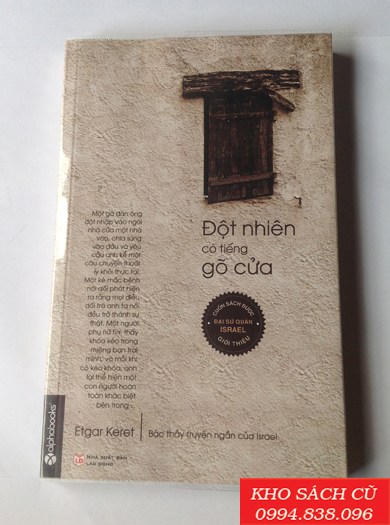 Đột nhiên
có tiếng
gõ cửa
CUỐN SÁCH ĐƯỢC
ĐẠI SỨ QUÁN
ISRAEL
GIỚI THIỆU
Một gã đàn ông
đột nhập vào ngôi
nhà của một nhà
văn, chĩa súng
vào đầu và yêu
cầu anh kể một
câu chuyện thoát
ly khỏi thực tại.
Một kẻ mắc bệnh
nói dối phát hiện
ra rằng mọi điều
dối trá anh ta nói
đều trở thành sự
thật. Một người
phụ nữ tìm thấy
khóa kéo trong
miệng bạn trai
mình, và mỗi khi
cô kéo khóa, anh
lại thể hiện một
con người hoàn
toàn khác biệt
bên trong
Etgar Keret
Bậc thầy truyện ngắn của Israel
alphabooks
LĐ
NHÀ XUẤT BẢN
LAO ĐỘNG
KHO SÁCH CŨ
0994.838.096